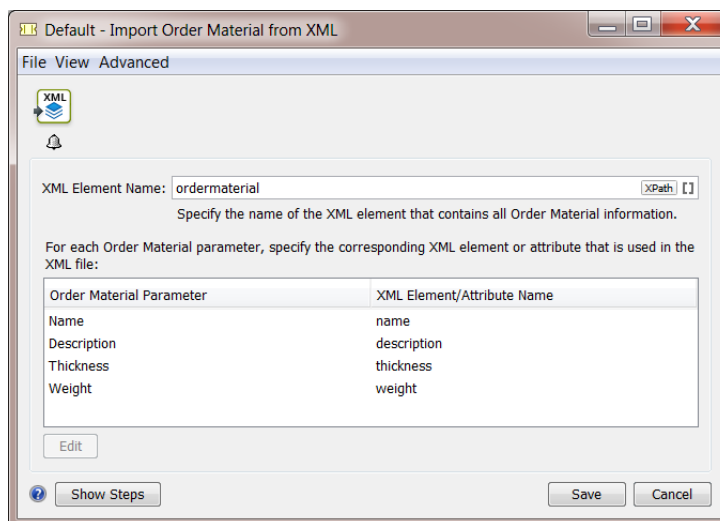 Default - Import Order Material from XML
File View Advanced
XML
XML Element Name: ordermaterial XPath []
Specify the name of the XML element that contains all Order Material information.
For each Order Material parameter, specify the corresponding XML element or attribute that is used in the
XML file:
Order Material Parameter XML Element/Attribute Name
Name name
Description description
Thickness thickness
Weight weight
Edit
? Show Steps Save Cancel